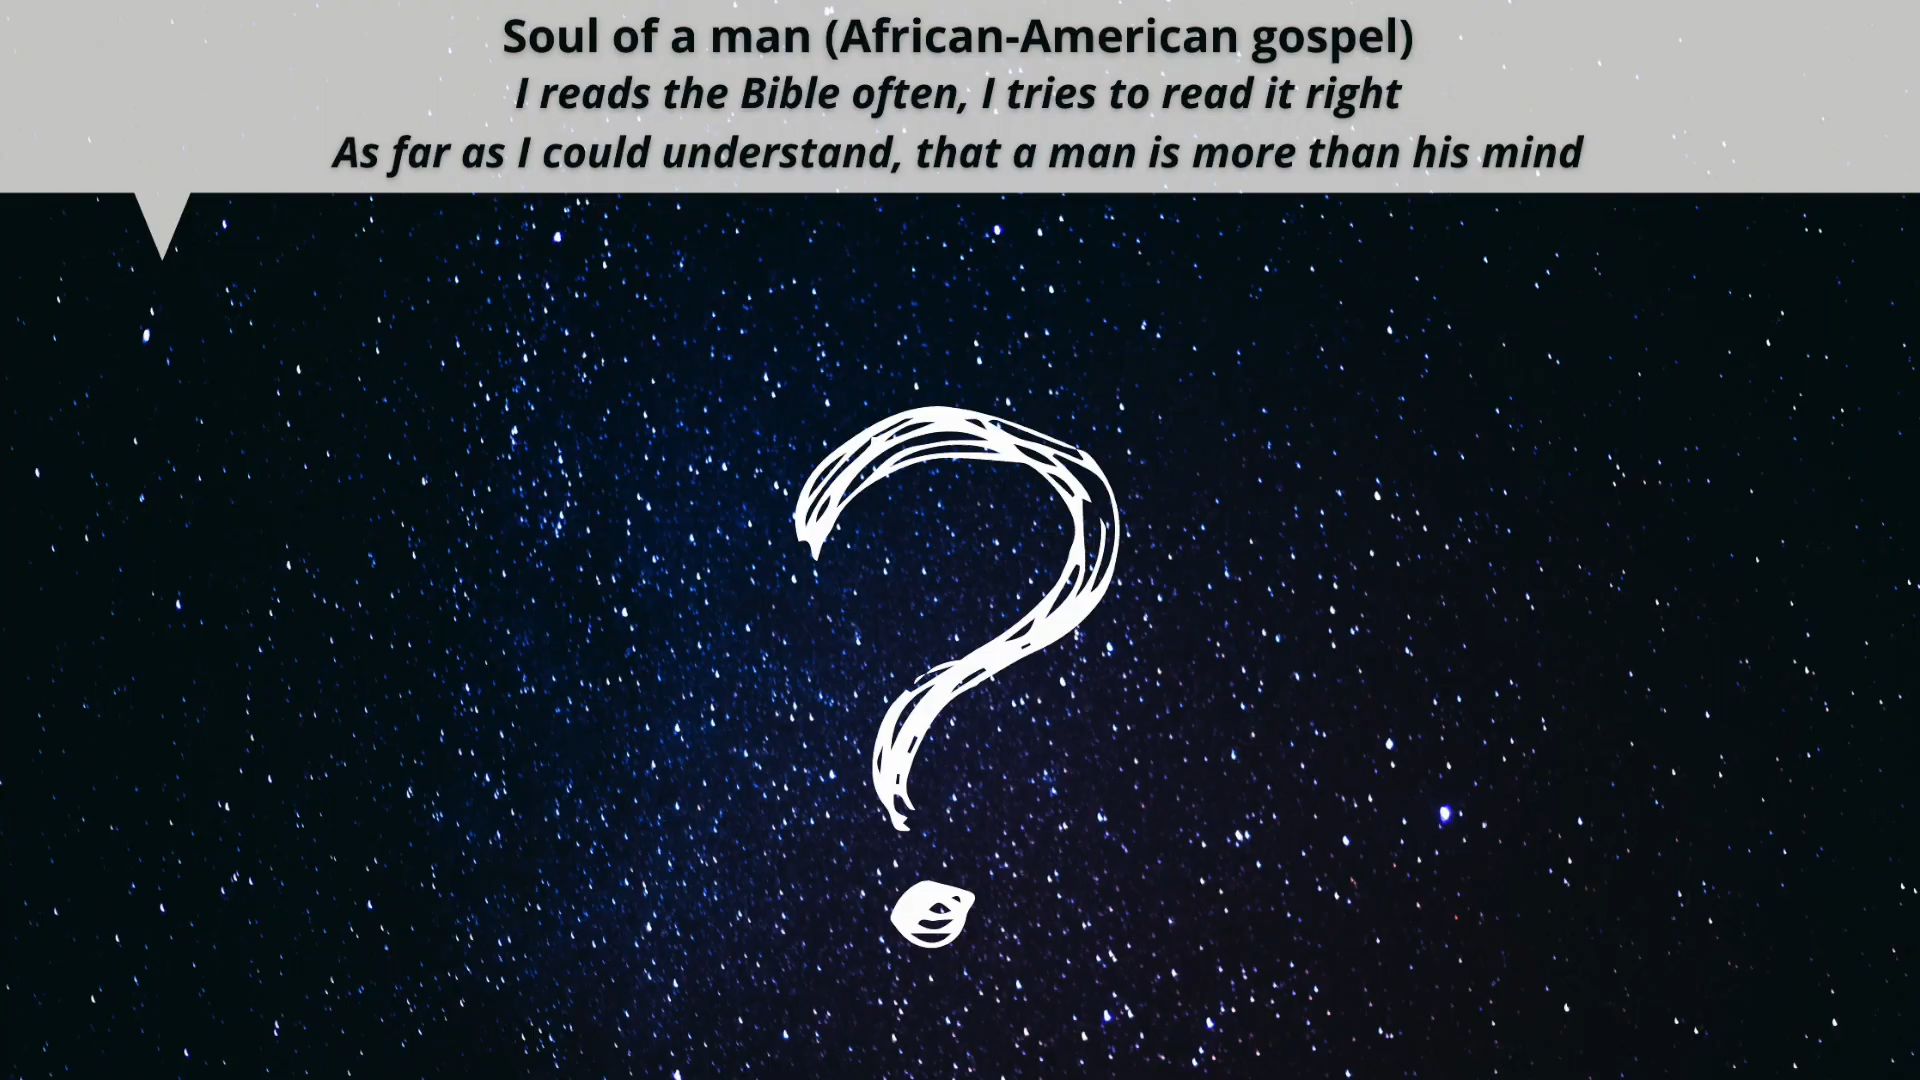 Soul of a man (African-American gospel)
I reads the Bible often, I tries to read it right
As far as I could understand, that a man is more than his mind
?